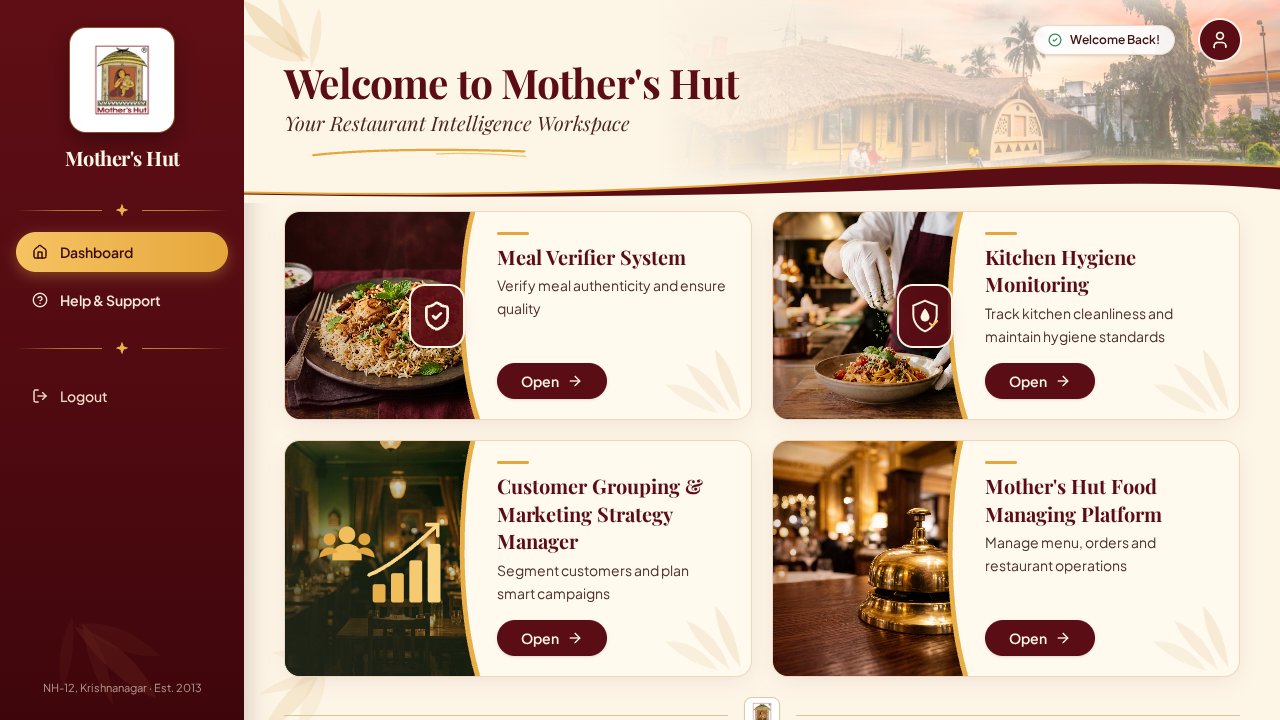 Mother's Hut
®
Mother's Hut
Dashboard
Help & Support
Logout
NH-12, Krishnanagar · Est. 2013
Welcome to Mother's Hut
Your Restaurant Intelligence Workspace
Welcome Back!
Meal Verifier System
Verify meal authenticity and ensure
quality
Open
Kitchen Hygiene
Monitoring
Track kitchen cleanliness and
maintain hygiene standards
Open
Customer Grouping &
Marketing Strategy
Manager
Segment customers and plan
smart campaigns
Open
Mother's Hut Food
Managing Platform
Manage menu, orders and
restaurant operations
Open